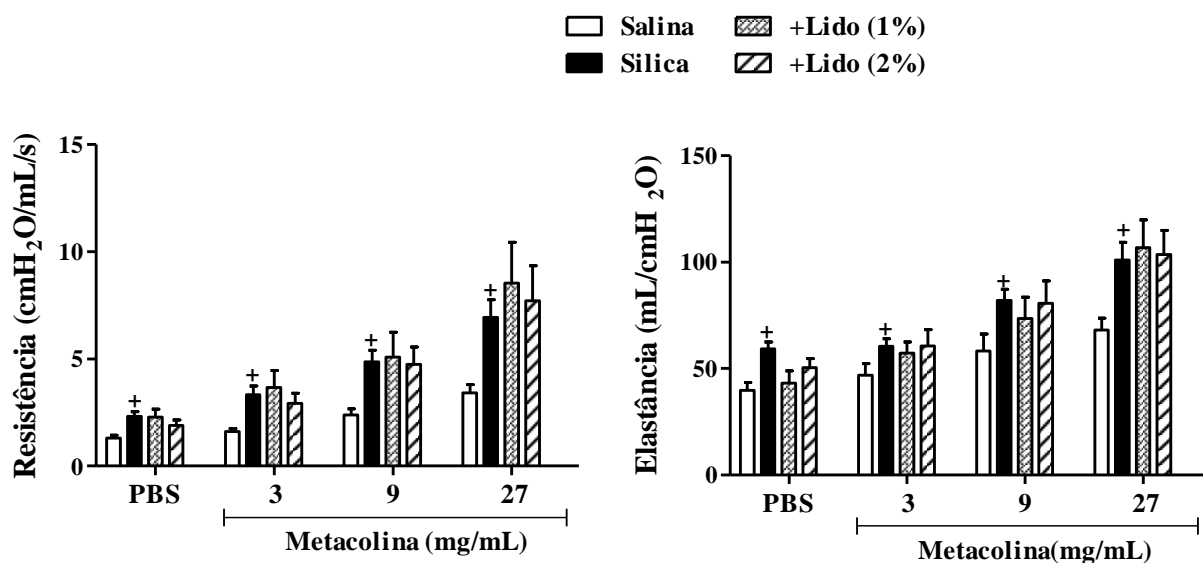 Salina +Lido (1%)
Silica +Lido (2%)
Resistência (cmH2O/mL/s)
15
10
5
0
+ + + +
PBS 3 9 27
Metacolina (mg/mL)
Elastância (mL/cmH 2O)
150
100
50
0
+ + + +
PBS 3 9 27
Metacolina(mg/mL)